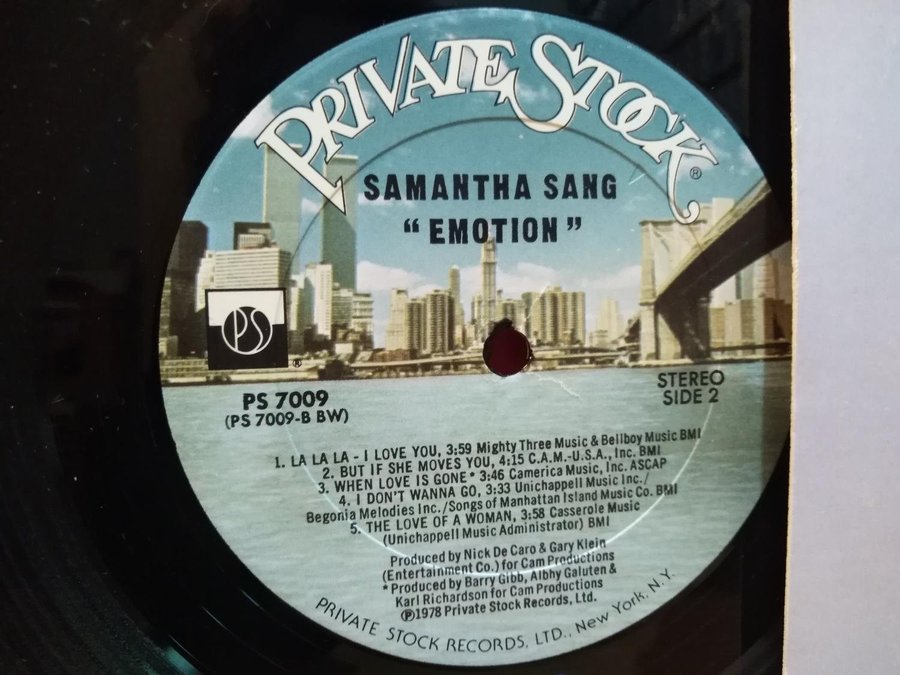 PRIVATE STOCK ®
SAMANTHA SANG
“EMOTION”
PS
®
PS 7009
(PS 7009-B BW)
STEREO
SIDE 2
1. LA LA LA - I LOVE YOU, 3:59 Mighty Three Music & Bellboy Music BMI
2. BUT IF SHE MOVES YOU, 4:15 C.A.M.-U.S.A., Inc. BMI
3. WHEN LOVE IS GONE* 3:46 Camerica Music, Inc. ASCAP
4. I DON'T WANNA GO, 3:33 Unichappell Music Inc./
Begonia Melodies Inc./Songs of Manhattan Island Music Co. BMI
5. THE LOVE OF A WOMAN, 3:58 Casserole Music
(Unichappell Music Administrator) BMI
Produced by Nick De Caro & Gary Klein
(Entertainment Co.) for Cam Productions
*Produced by Barry Gibb, Albhy Galuten &
Karl Richardson for Cam Productions
℗1978 Private Stock Records, Ltd.
PRIVATE STOCK RECORDS, LTD., New York, N.Y.